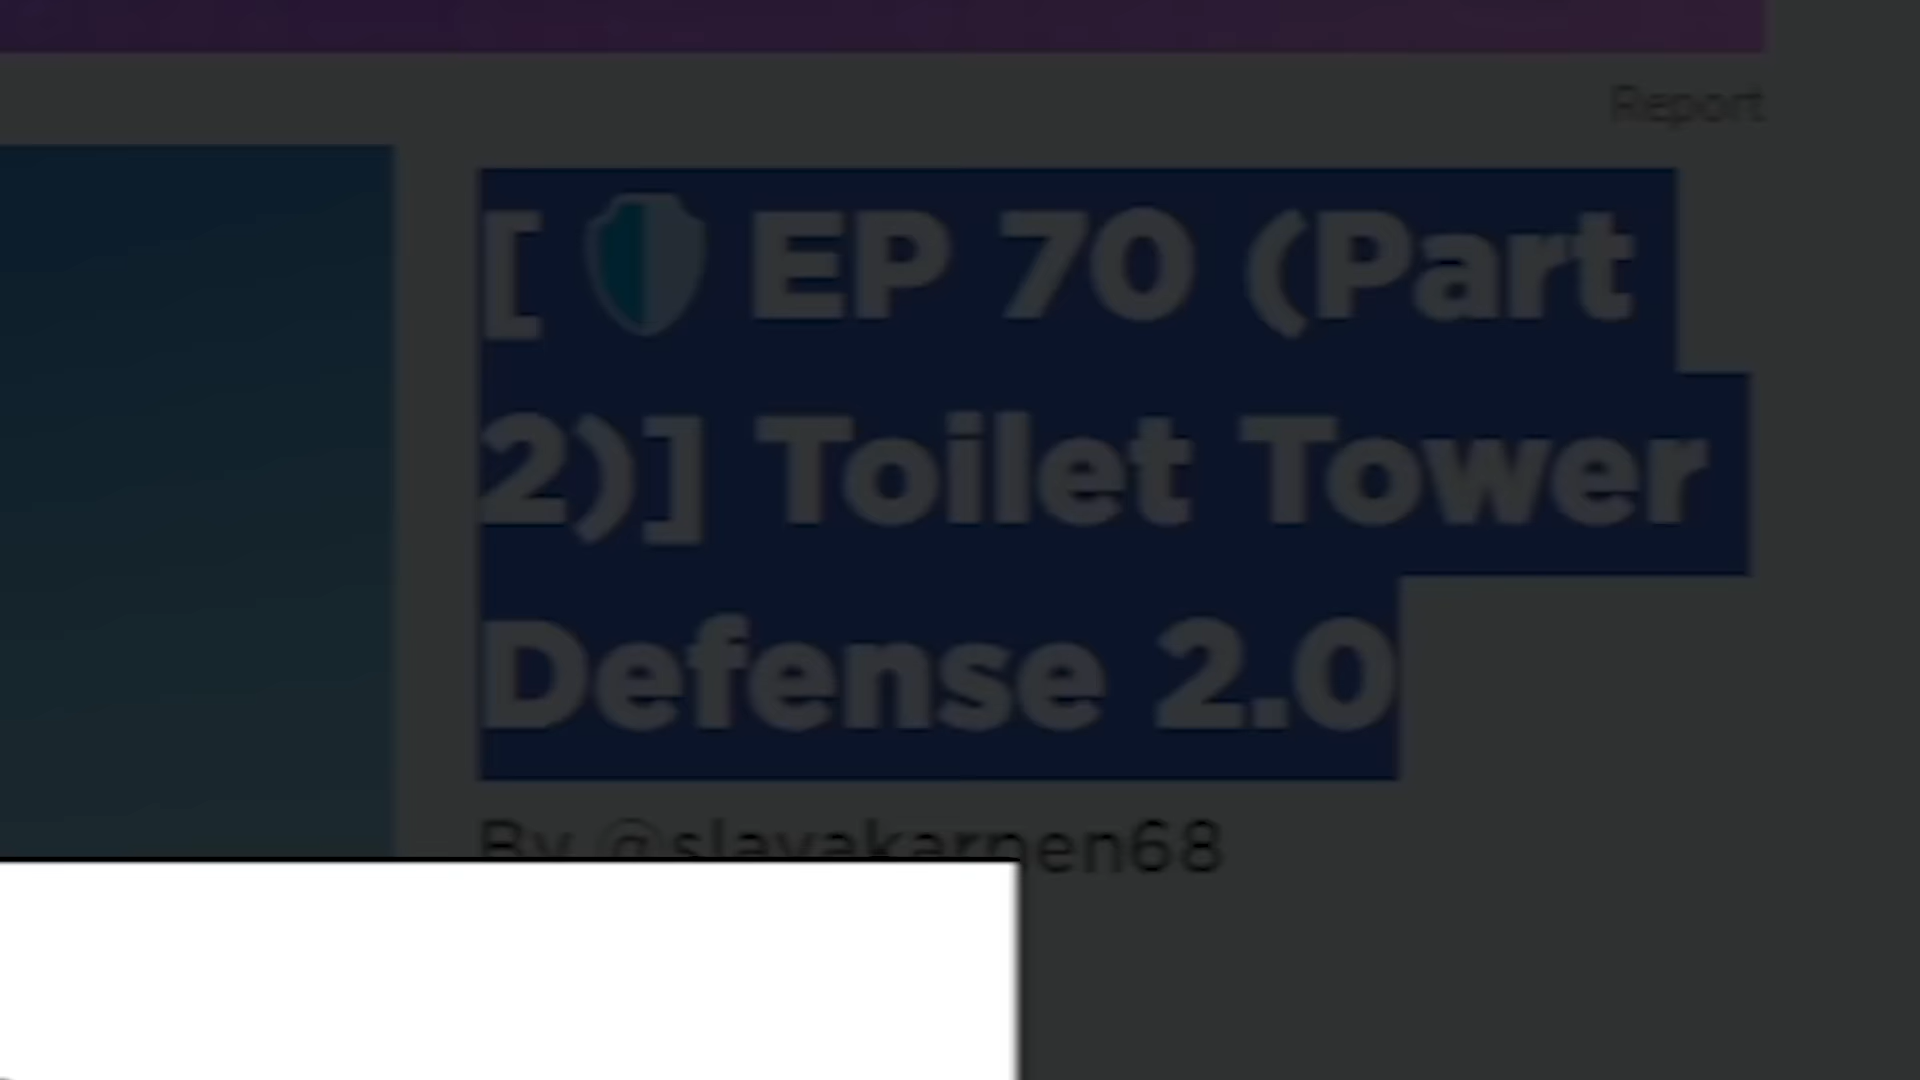 Report
[🛡️EP 70 (Part
2)] Toilet Tower
Defense 2.0
By @slavakarpen68